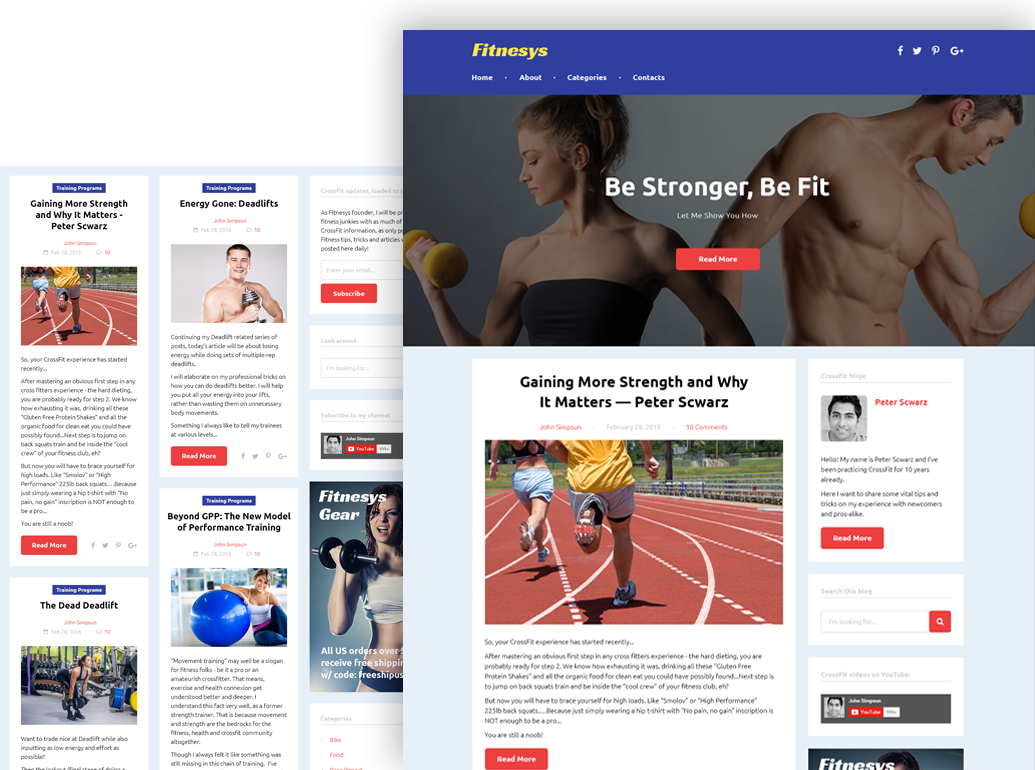 Fitnesys
Home · About · Categories · Contacts
Be Stronger, Be Fit
Let Me Show You How
Read More
Gaining More Strength and Why
It Matters — Peter Scwarz
John Simpsun · February 28, 2016 · 10 Comments
So, your CrossFit experience has started recently...
After mastering an obvious first step in any cross fitters experience - the hard dieting, you are
probably ready for step 2. We know how exhausting it was, drinking all these "Gluten Free
Protein Shakes" and all the organic food for clean eat you could have possibly found...Next step is
to jump on back squats train and be inside the "cool crew" of your fitness club, eh?
But now you will have to brace yourself for high loads. Like "Smolov" or "High Performance"
225lb back squats.....Because just simply wearing a hip t-shirt with "No pain, no gain" inscription is
NOT enough to be a pro...
You are still a noob!
Read More
CrossFit Ninja
Peter Scwarz
Hello! My name is Peter Scwarz and I've
been practicing CrossFit for 10 years
already.
Here I want to share some vital tips and
tricks on my experience with newcomers
and pros-alike.
Read More
Search this blog
I'm looking for...
CrossFit videos on YouTube:
John Simpson
YouTube
Fitnesys
Training Programs
Gaining More Strength
and Why It Matters -
Peter Scwarz
John Simpsun
Feb 28, 2016 10
So, your CrossFit experience has started
recently...
After mastering an obvious first step in any
cross fitters experience - the hard dieting,
you are probably ready for step 2. We know
how exhausting it was, drinking all these
"Gluten Free Protein Shakes" and all the
organic food for clean eat you could have
possibly found...Next step is to jump on
back squats train and be inside the "cool
crew" of your fitness club, eh?
But now you will have to brace yourself for
high loads. Like "Smolov" or "High
Performance" 225lb back squats.....Because
just simply wearing a hip t-shirt with "No
pain, no gain" inscription is NOT enough to
be a pro...
You are still a noob!
Read More
Training Programs
The Dead Deadlift
John Simpsun
Feb 28, 2016 10
Want to trade nice at Deadlift while also
inputting as low energy and effort as
possible?
Then the lockout (final stage of doing a
Training Programs
Energy Gone: Deadlifts
John Simpsun
Feb 28, 2016 10
Continuing my Deadlift related series of
posts, today's article will be about losing
energy while doing sets of multiple-rep
deadlifts.
I will elaborate on my professional tricks on
how you can do deadlifts better. I will help
you put all your energy into your lifts,
rather than wasting them on unnecessary
body movements.
Something I always like to tell my trainees
at various levels...
Read More
Training Programs
Beyond GPP: The New Model
of Performance Training
John Simpsun
Feb 28, 2016 10
"Movement training" may well be a slogan
for fitness folks - be it a pro or an
amateurish crossfitter. That means,
exercise and health connexion get
understood better and deeper. I
understand this fact very well, as a former
strength trainer. That is because movement
and strength are the bedrocks for the
fitness, health and crossfit community
altogether.
Though I always felt it like something was
still missing in this chain of training. I've
CrossFit updates, loaded to
As Fitnesys founder, I will be
fitness junkies with as much of
CrossFit information, as only
Fitness tips, tricks and articles
posted here daily!
Enter your email...
Subscribe
Look around
I'm looking for...
Subscribe to my channel
John Simpson
YouTube
Fitnesys
Gear
All US orders over
receive free
w/ code:
Categories
Bike
Food